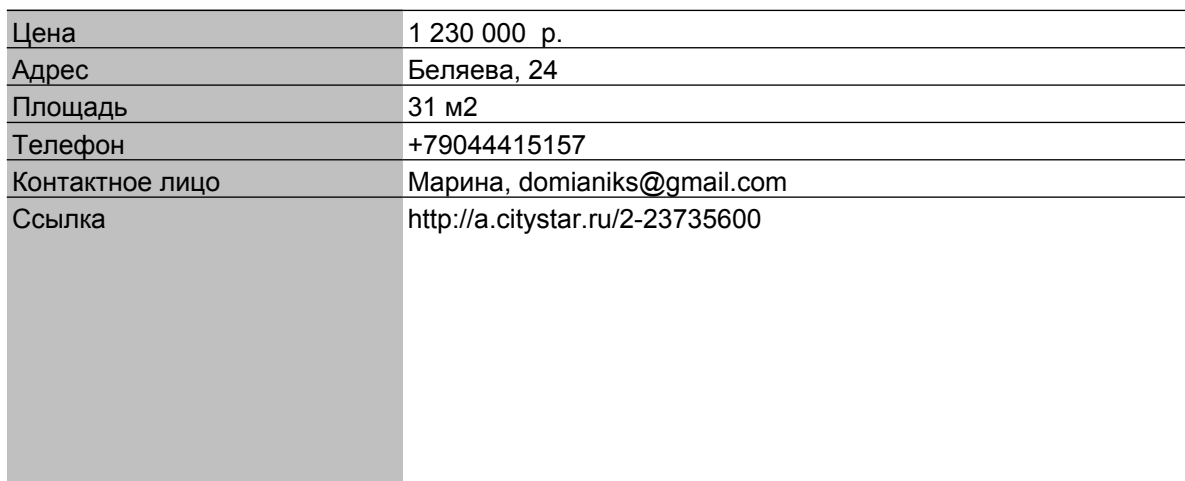 Цена 1 230 000  р.
Адрес Беляева, 24
Площадь 31 м2
Телефон +79044415157
Контактное лицо Марина, domianiks@gmail.com
Ссылка http://a.citystar.ru/2-23735600